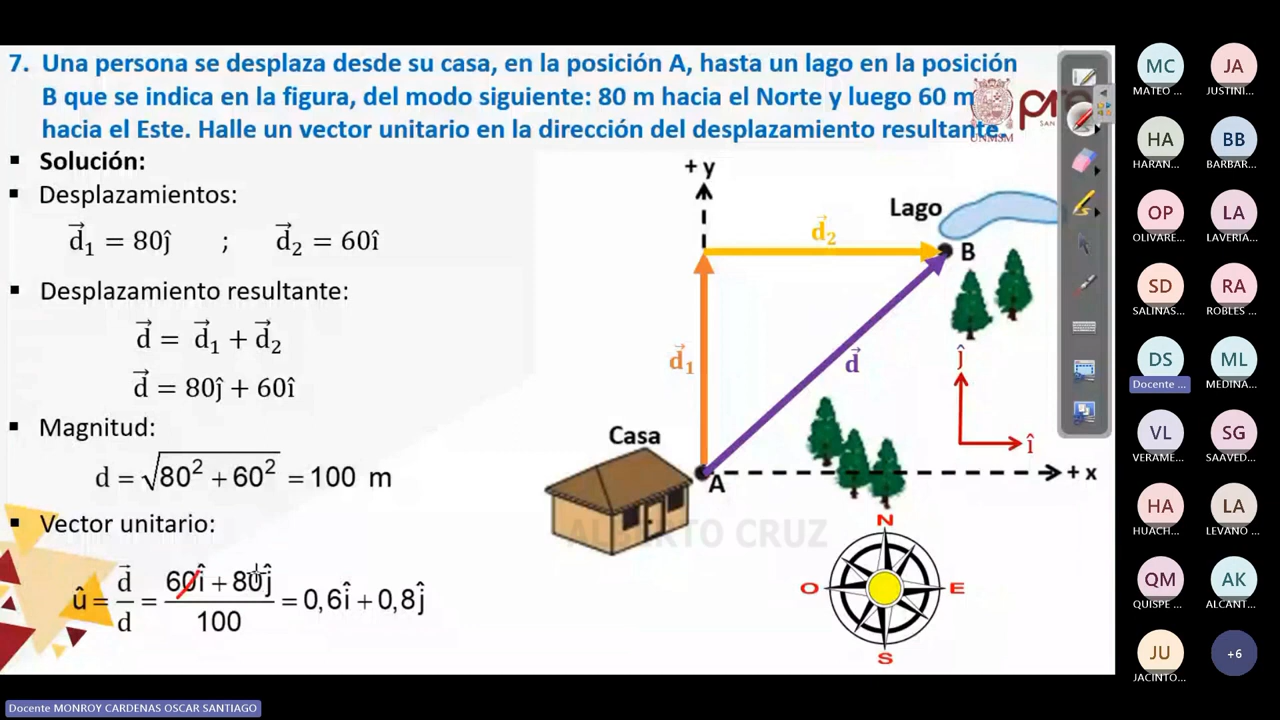 7. Una persona se desplaza desde su casa, en la posición A, hasta un lago en la posición
B que se indica en la figura, del modo siguiente: 80 m hacia el Norte y luego 60 m
hacia el Este. Halle un vector unitario en la dirección del desplazamiento resultante.
UNMSM
SAN
▪ Solución:
▪ Desplazamientos:
d⃗₁ = 80ĵ ; d⃗₂ = 60î
▪ Desplazamiento resultante:
d⃗ = d⃗₁ + d⃗₂
d⃗ = 80ĵ + 60î
▪ Magnitud:
d = √(80² + 60²) = 100 m
▪ Vector unitario:
û = d⃗/d = (60î + 80ĵ)/100 = 0,6î + 0,8ĵ
+ y
Lago
d⃗₂
B
d⃗₁
d⃗
ĵ
î
Casa
A
+ x
ALBERTO CRUZ
N
O
E
S
MC
MATEO ...
JA
JUSTINI...
HA
HARAN...
BB
BARBAR...
OP
OLIVARE...
LA
LAVERIA...
SD
SALINAS...
RA
ROBLES ...
DS
Docente ...
ML
MEDINA...
VL
VERAME...
SG
SAAVED...
HA
HUACH...
LA
LEVANO ...
QM
QUISPE ...
AK
ALCANT...
JU
JACINTO...
+6
Docente MONROY CARDENAS OSCAR SANTIAGO